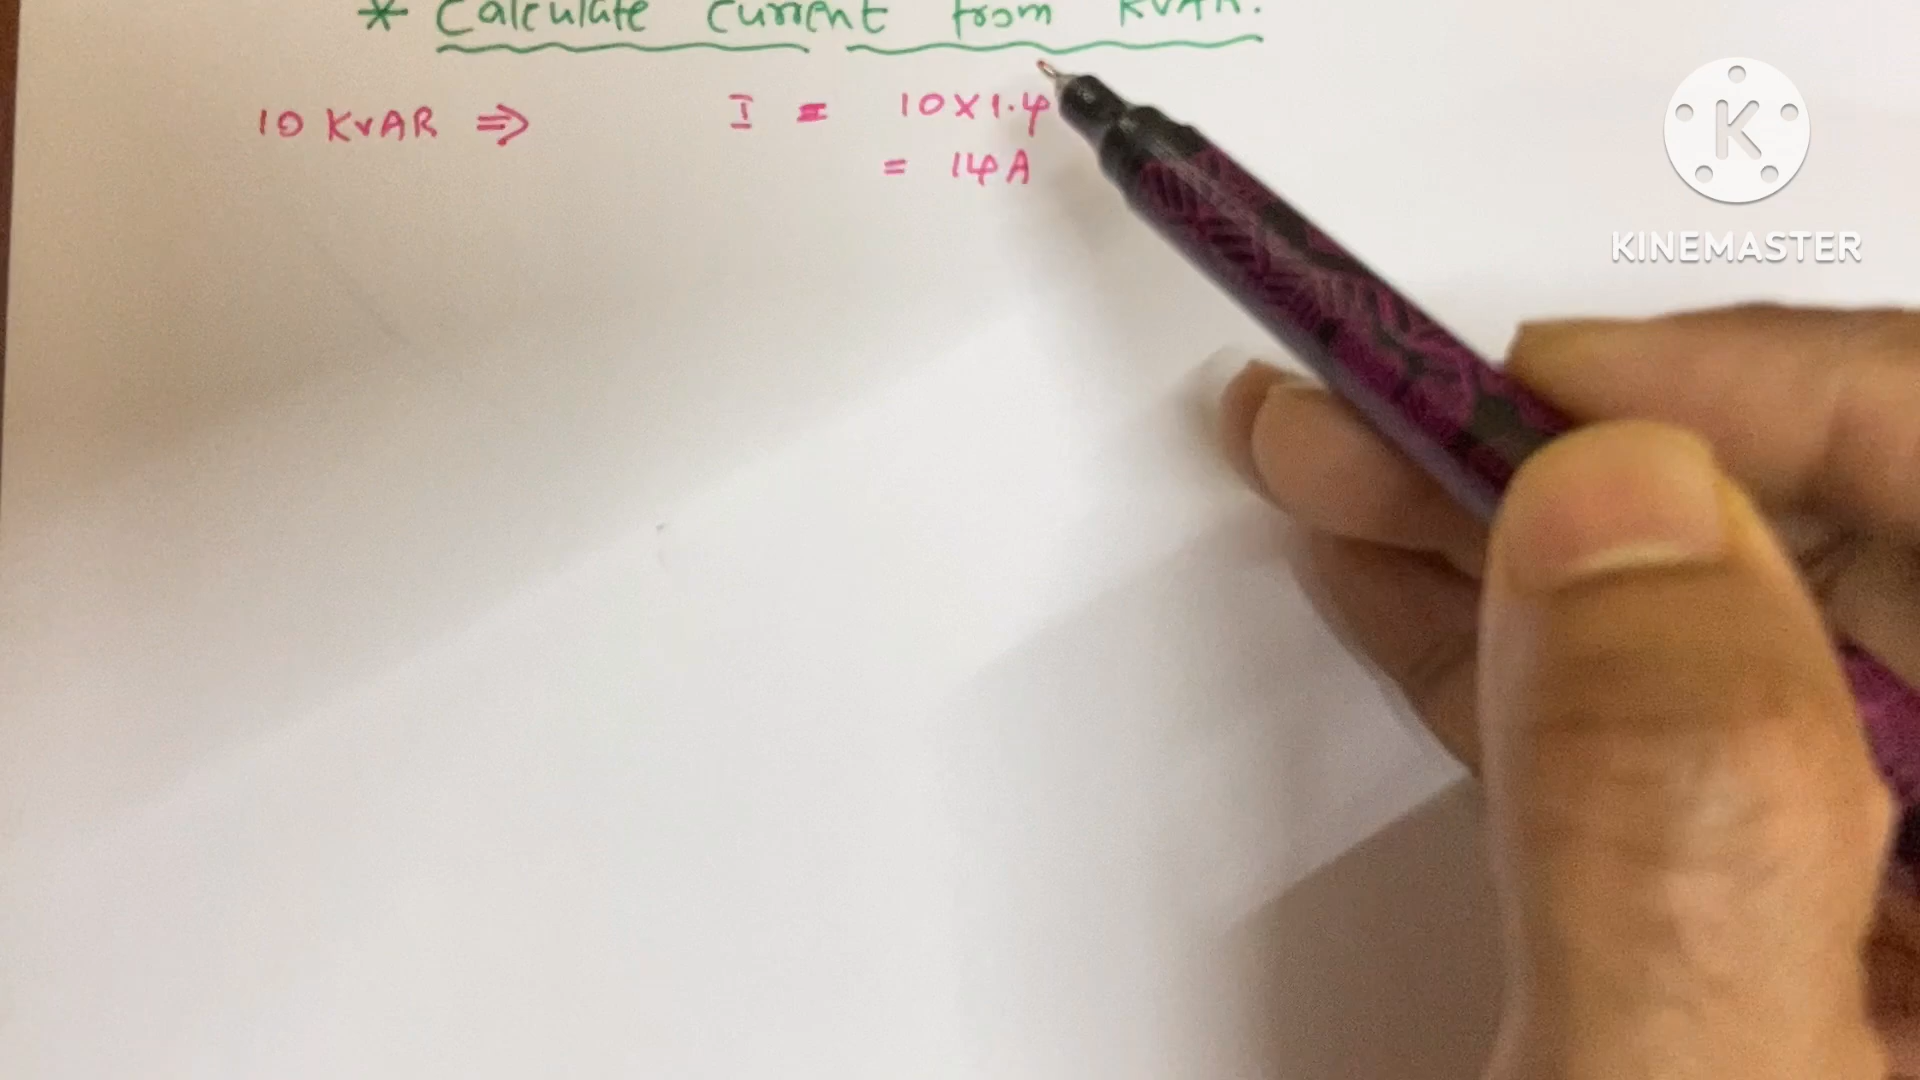 * Calculate Current from KVAR.
10 KVAR ⇒ I = 10 X 1.4
= 14A
K
KINEMASTER